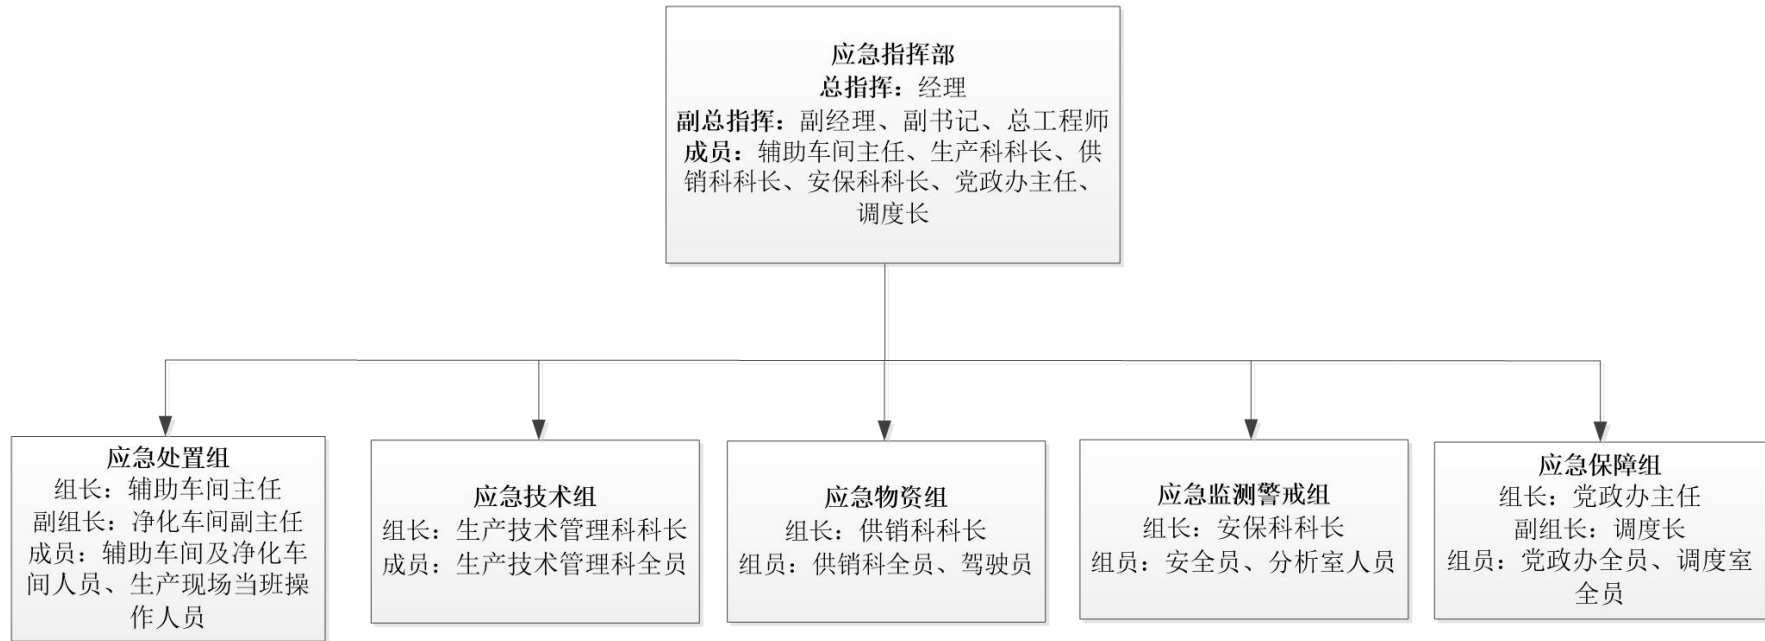 应急指挥部
总指挥：经理
副总指挥：副经理、副书记、总工程师
成员：辅助车间主任、生产科科长、供
销科科长、安保科科长、党政办主任、
调度长
应急处置组
组长：辅助车间主任
副组长：净化车间副主任
成员：辅助车间及净化车
间人员、生产现场当班操
作人员
应急技术组
组长：生产技术管理科科长
成员：生产技术管理科全员
应急物资组
组长：供销科科长
组员：供销科全员、驾驶员
应急监测警戒组
组长：安保科科长
组员：安全员、分析室人员
应急保障组
组长：党政办主任
副组长：调度长
组员：党政办全员、调度室
全员